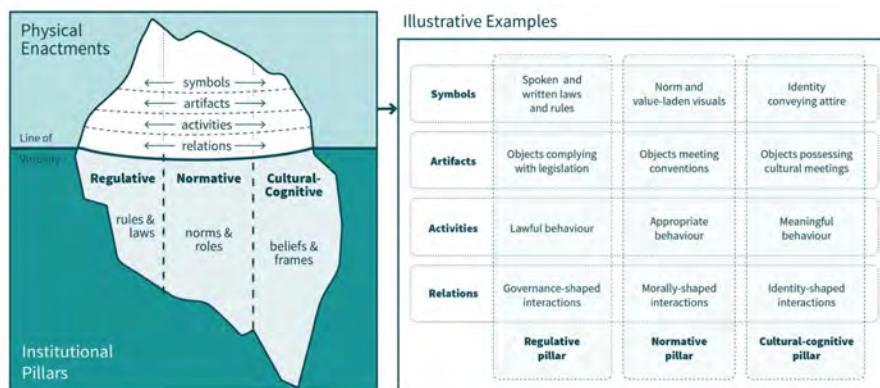 Illustrative Examples
Physical
Enactments
symbols
artifacts
activities
relations
Line of
Visibility
Regulative
Normative
Cultural-
Cognitive
rules &
laws
norms &
roles
beliefs &
frames
Institutional
Pillars
Symbols
Spoken and
written laws
and rules
Norm and
value-laden visuals
Identity
conveying attire
Artifacts
Objects complying
with legislation
Objects meeting
conventions
Objects possessing
cultural meetings
Activities
Lawful behaviour
Appropriate
behaviour
Meaningful
behaviour
Relations
Governance-shaped
interactions
Morally-shaped
interactions
Identity-shaped
interactions
Regulative
pillar
Normative
pillar
Cultural-cognitive
pillar